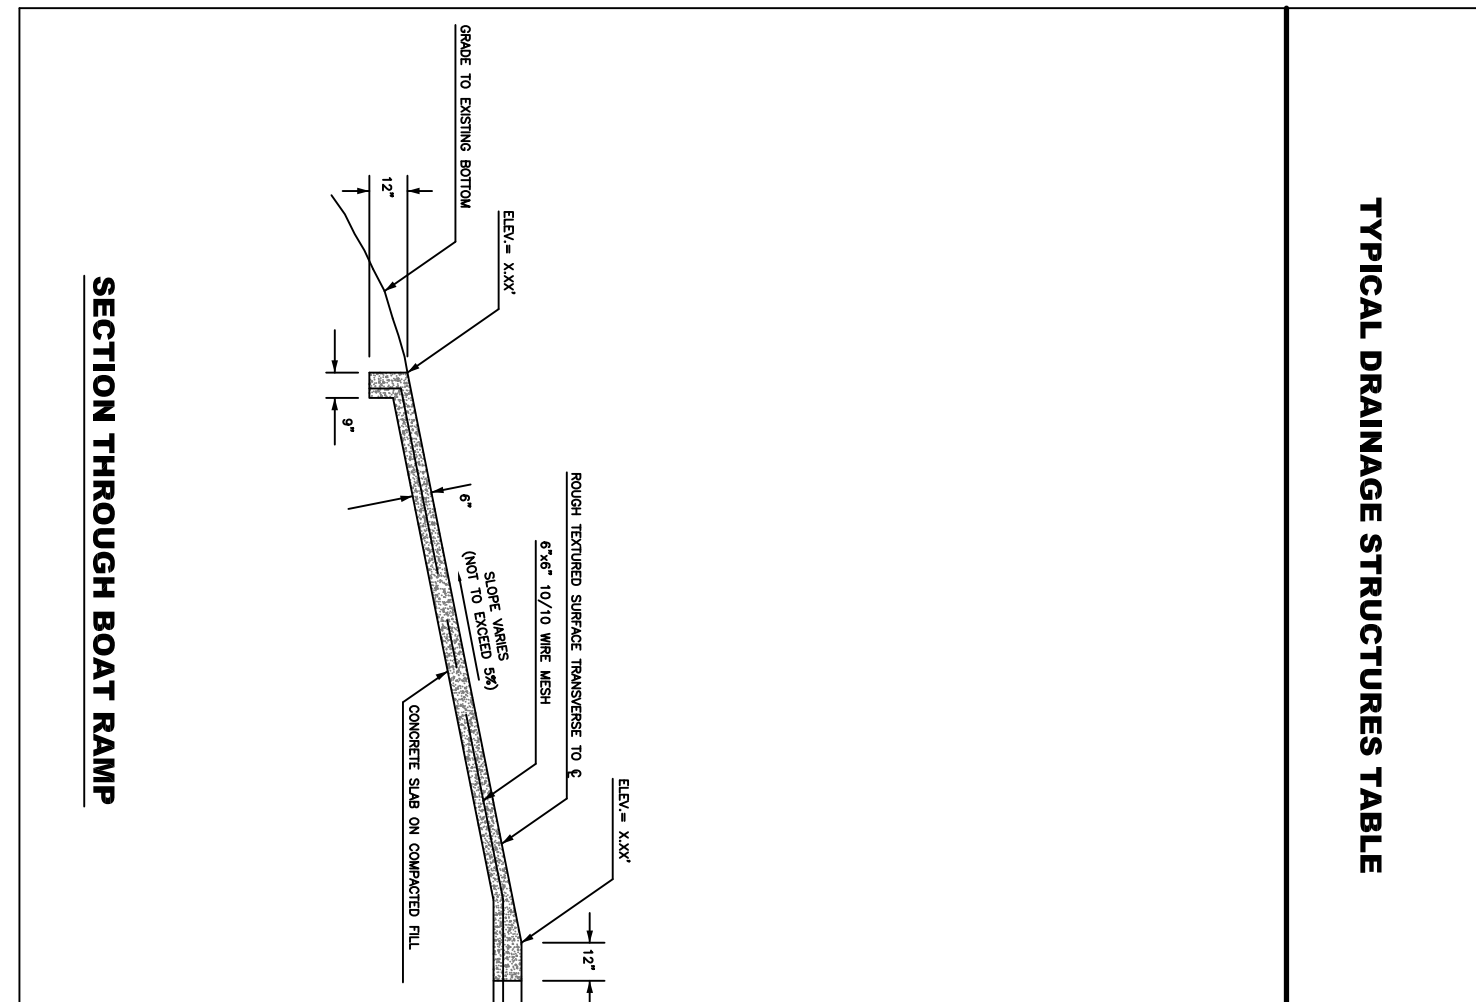 TYPICAL DRAINAGE STRUCTURES TABLE
ELEV.= X.XX'
12"
ROUGH TEXTURED SURFACE TRANSVERSE TO ℄
6"x6" 10/10 WIRE MESH
ELEV.= X.XX'
GRADE TO EXISTING BOTTOM
12"
9"
6"
SLOPE VARIES
(NOT TO EXCEED 5%)
CONCRETE SLAB ON COMPACTED FILL
SECTION THROUGH BOAT RAMP